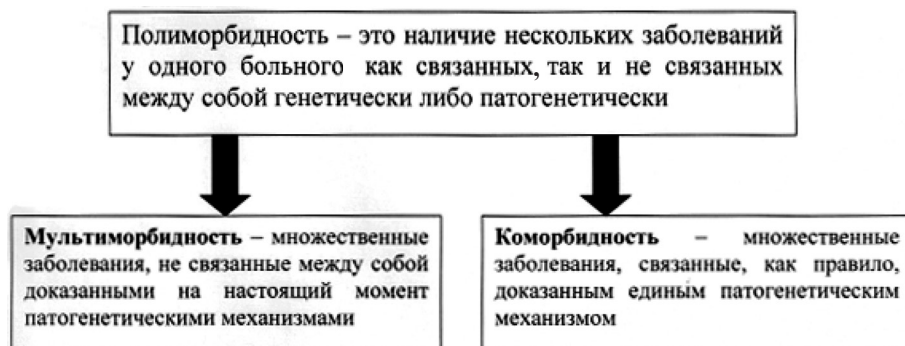 Полиморбидность – это наличие нескольких заболеваний
у одного больного как связанных, так и не связанных
между собой генетически либо патогенетически
Мультиморбидность – множественные
заболевания, не связанные между собой
доказанными на настоящий момент
патогенетическими механизмами
Коморбидность – множественные
заболевания, связанные, как правило,
доказанным единым патогенетическим
механизмом